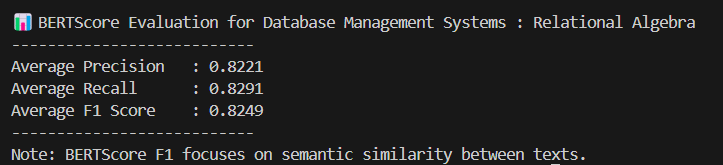 📊 BERTScore Evaluation for Database Management Systems : Relational Algebra
---------------------------
Average Precision   : 0.8221
Average Recall      : 0.8291
Average F1 Score    : 0.8249
---------------------------
Note: BERTScore F1 focuses on semantic similarity between texts.